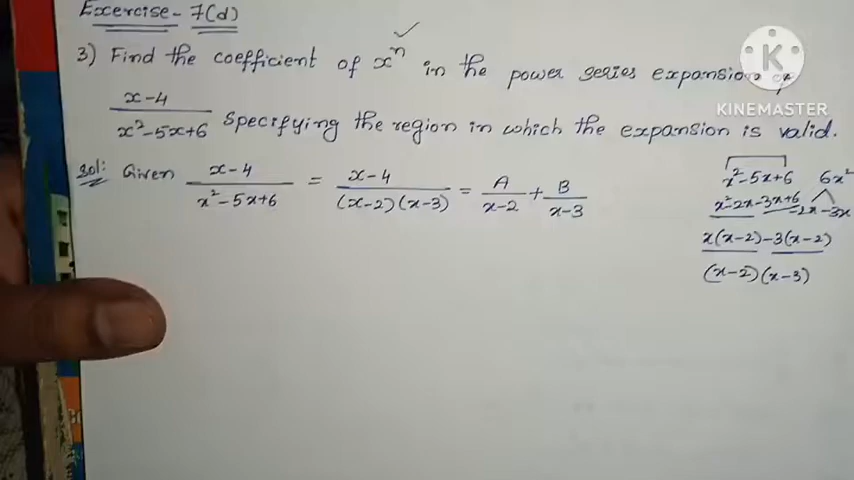 Exercise - 7(d)
3) Find the coefficient of xⁿ in the power series expansion of
x-4 / x²-5x+6 specifying the region in which the expansion is valid.
Sol: Given x-4 / x²-5x+6 = x-4 / (x-2)(x-3) = A / x-2 + B / x-3
x²-5x+6 6x²
x²-2x-3x+6 -2x -3x
x(x-2)-3(x-2)
(x-2)(x-3)
K
KINEMASTER